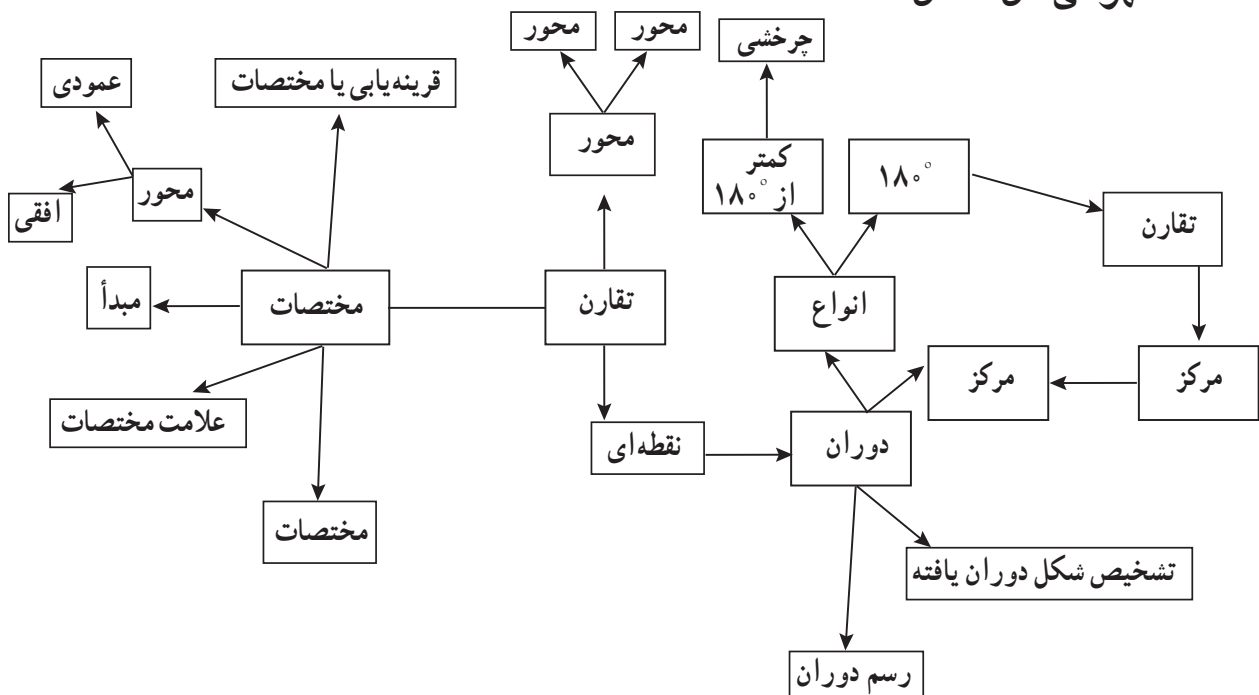 محور
محور
چرخشی
عمودی
قرینه‌یابی یا مختصات
محور
کمتر
از °۱۸۰
°۱۸۰
محور
افقی
تقارن
مبدأ
مختصات
تقارن
انواع
مرکز
مرکز
علامت مختصات
نقطه‌ای
دوران
مختصات
تشخیص شکل دوران یافته
رسم دوران